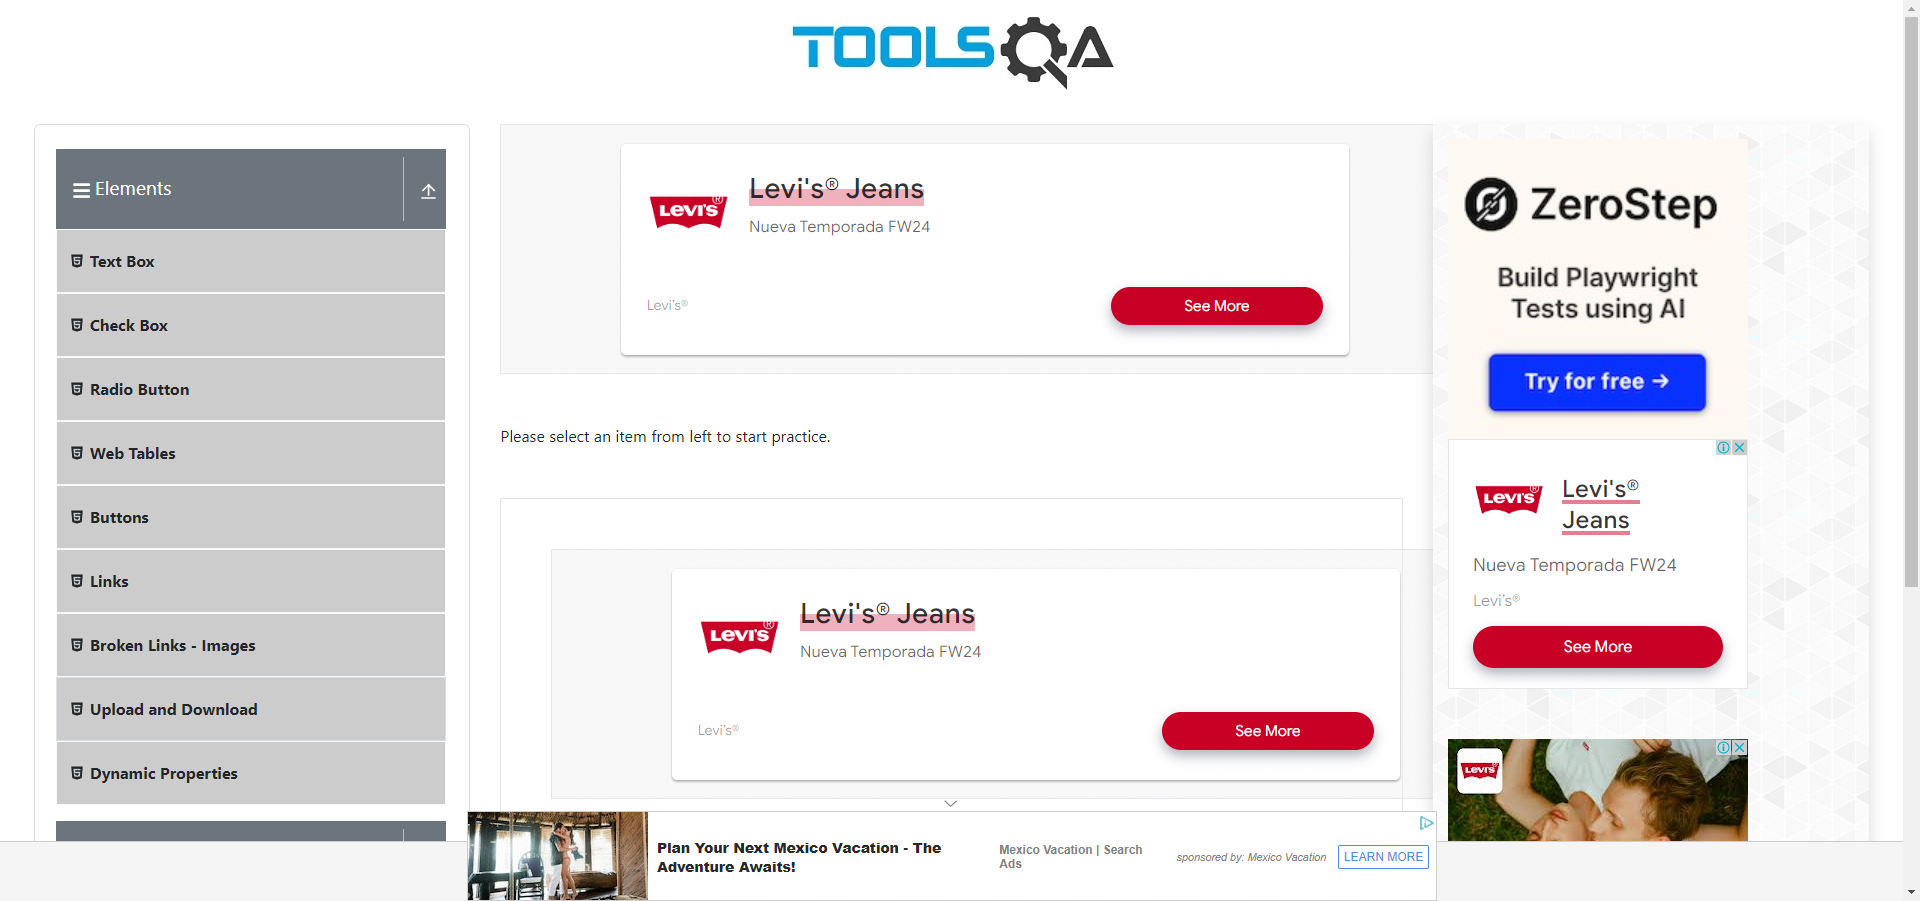 TOOLSQA
Elements
Text Box
Check Box
Radio Button
Web Tables
Buttons
Links
Broken Links - Images
Upload and Download
Dynamic Properties
LEVI'S®
Levi's® Jeans
Nueva Temporada FW24
Levi's®
See More
Please select an item from left to start practice.
LEVI'S®
Levi's® Jeans
Nueva Temporada FW24
Levi's®
See More
ZeroStep
Build Playwright
Tests using AI
Try for free →
LEVI'S®
Levi's®
Jeans
Nueva Temporada FW24
Levi's®
See More
LEVI'S
Plan Your Next Mexico Vacation - The
Adventure Awaits!
Mexico Vacation | Search
Ads
sponsored by: Mexico Vacation
LEARN MORE